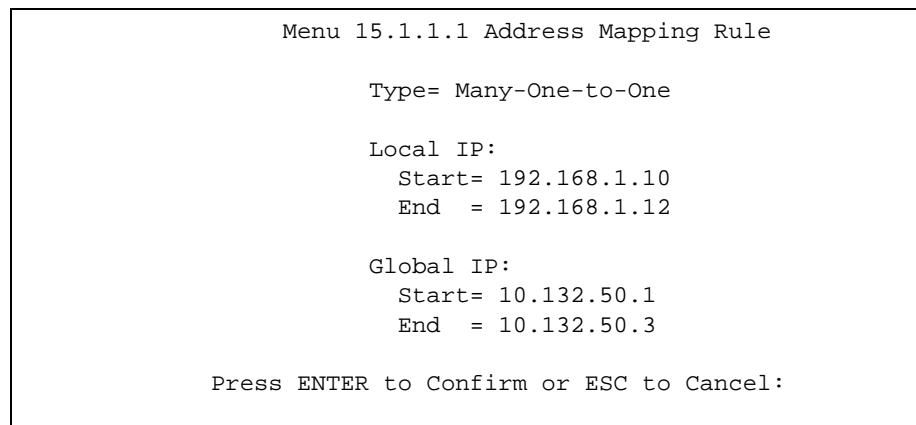 Menu 15.1.1.1 Address Mapping Rule
Type= Many-One-to-One
Local IP:
Start= 192.168.1.10
End  = 192.168.1.12
Global IP:
Start= 10.132.50.1
End  = 10.132.50.3
Press ENTER to Confirm or ESC to Cancel: